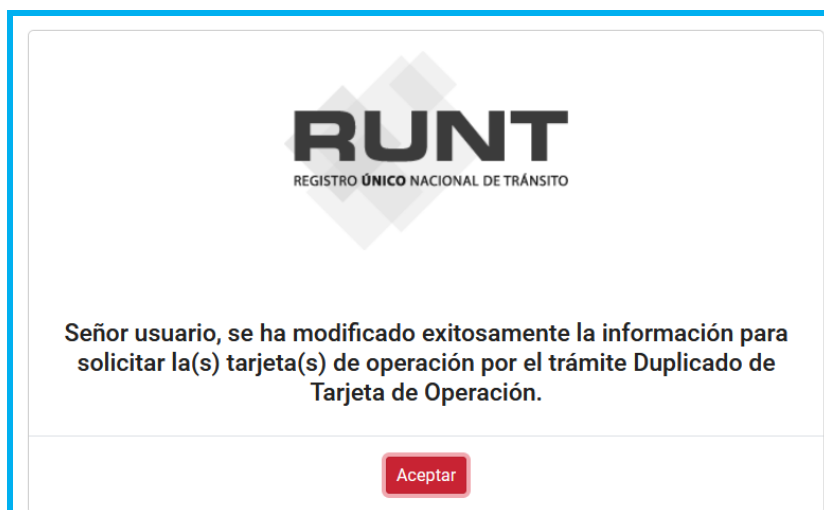 RUNT
REGISTRO ÚNICO NACIONAL DE TRÁNSITO
Señor usuario, se ha modificado exitosamente la información para
solicitar la(s) tarjeta(s) de operación por el trámite Duplicado de
Tarjeta de Operación.
Aceptar